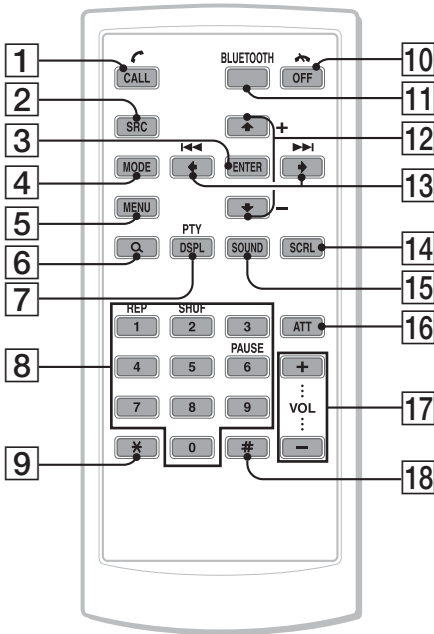 1 CALL BLUETOOTH OFF 10
11
2 SRC + 12
3 ENTER
4 MODE 13
5 MENU –
6 PTY
DSPL SOUND SCRL 14
7 15
REP SHUF
1 2 3 ATT 16
PAUSE
8 4 5 6 +
VOL 17
7 8 9 –
9 * 0 # 18